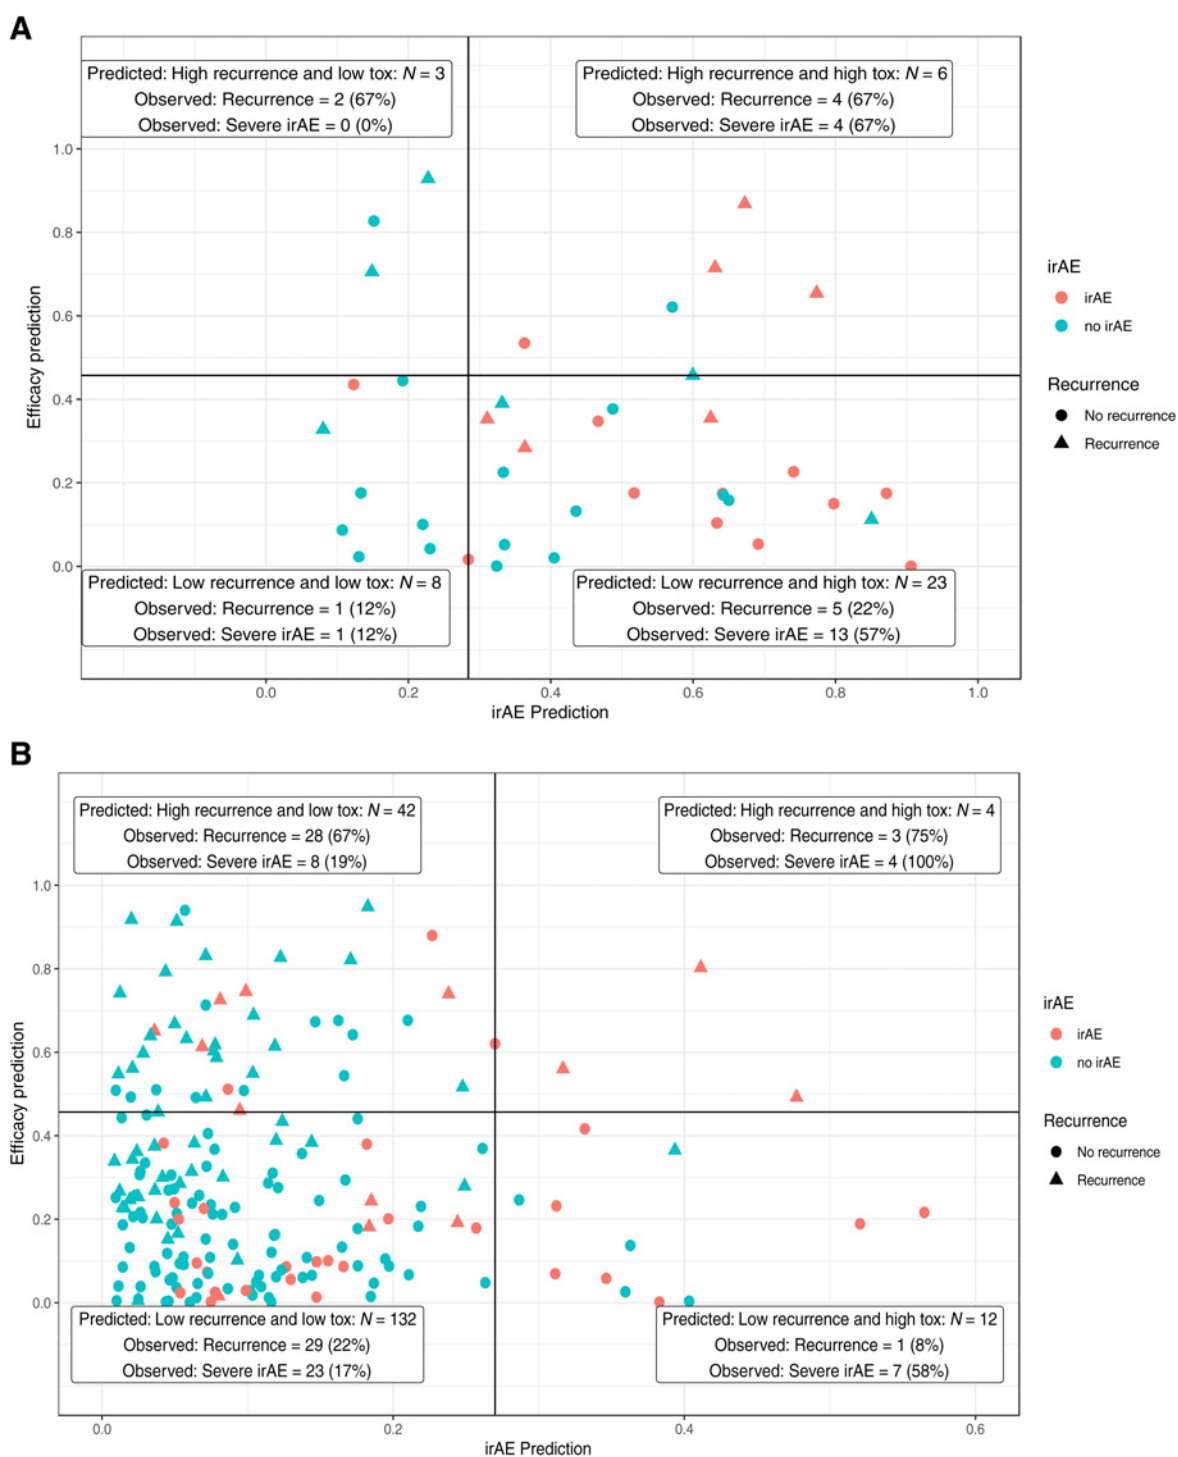 A
Predicted: High recurrence and low tox: N = 3
Observed: Recurrence = 2 (67%)
Observed: Severe irAE = 0 (0%)
Predicted: High recurrence and high tox: N = 6
Observed: Recurrence = 4 (67%)
Observed: Severe irAE = 4 (67%)
1.0
0.8
0.6
0.4
0.2
0.0
Efficacy prediction
Predicted: Low recurrence and low tox: N = 8
Observed: Recurrence = 1 (12%)
Observed: Severe irAE = 1 (12%)
Predicted: Low recurrence and high tox: N = 23
Observed: Recurrence = 5 (22%)
Observed: Severe irAE = 13 (57%)
0.0 0.2 0.4 0.6 0.8 1.0
irAE Prediction
irAE
irAE
no irAE
Recurrence
No recurrence
Recurrence
B
Predicted: High recurrence and low tox: N = 42
Observed: Recurrence = 28 (67%)
Observed: Severe irAE = 8 (19%)
Predicted: High recurrence and high tox: N = 4
Observed: Recurrence = 3 (75%)
Observed: Severe irAE = 4 (100%)
1.0
0.8
0.6
0.4
0.2
0.0
Efficacy prediction
Predicted: Low recurrence and low tox: N = 132
Observed: Recurrence = 29 (22%)
Observed: Severe irAE = 23 (17%)
Predicted: Low recurrence and high tox: N = 12
Observed: Recurrence = 1 (8%)
Observed: Severe irAE = 7 (58%)
0.0 0.2 0.4 0.6
irAE Prediction
irAE
irAE
no irAE
Recurrence
No recurrence
Recurrence